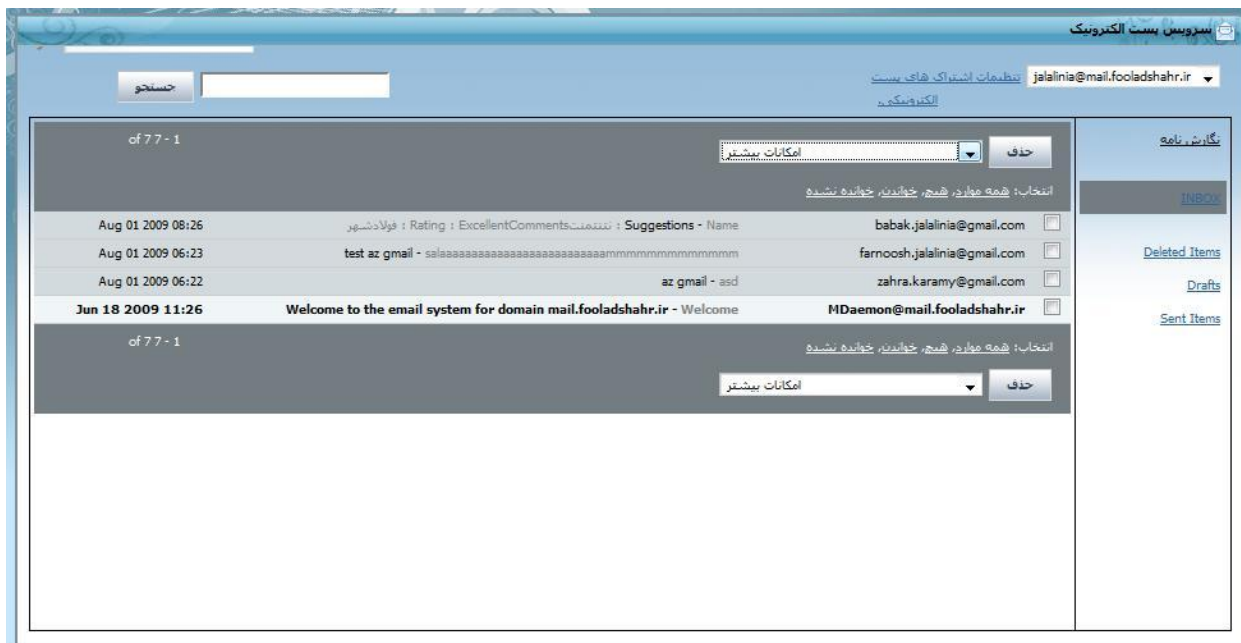 سرویس پست الکترونیک
jalalinia@mail.fooladshahr.ir
تنظیمات اشتراک های پست
الکترونیکی.
جستجو
نگارش نامه
INBOX
Deleted Items
Drafts
Sent Items
حذف
امکانات بیشتر
of 7 7 - 1
انتخاب: همه موارد, هیچ, خواندن, خوانده نشده
babak.jalalinia@gmail.com Suggestions - Name : تنتنمنتRating : ExcellentComments : فولادشهر Aug 01 2009 08:26
farnoosh.jalalinia@gmail.com test az gmail - salaaaaaaaaaaaaaaaaaaaaaaaaaaammmmmmmmmmmmm Aug 01 2009 06:23
zahra.karamy@gmail.com az gmail - asd Aug 01 2009 06:22
MDaemon@mail.fooladshahr.ir Welcome to the email system for domain mail.fooladshahr.ir - Welcome Jun 18 2009 11:26
انتخاب: همه موارد, هیچ, خواندن, خوانده نشده
of 7 7 - 1
حذف
امکانات بیشتر